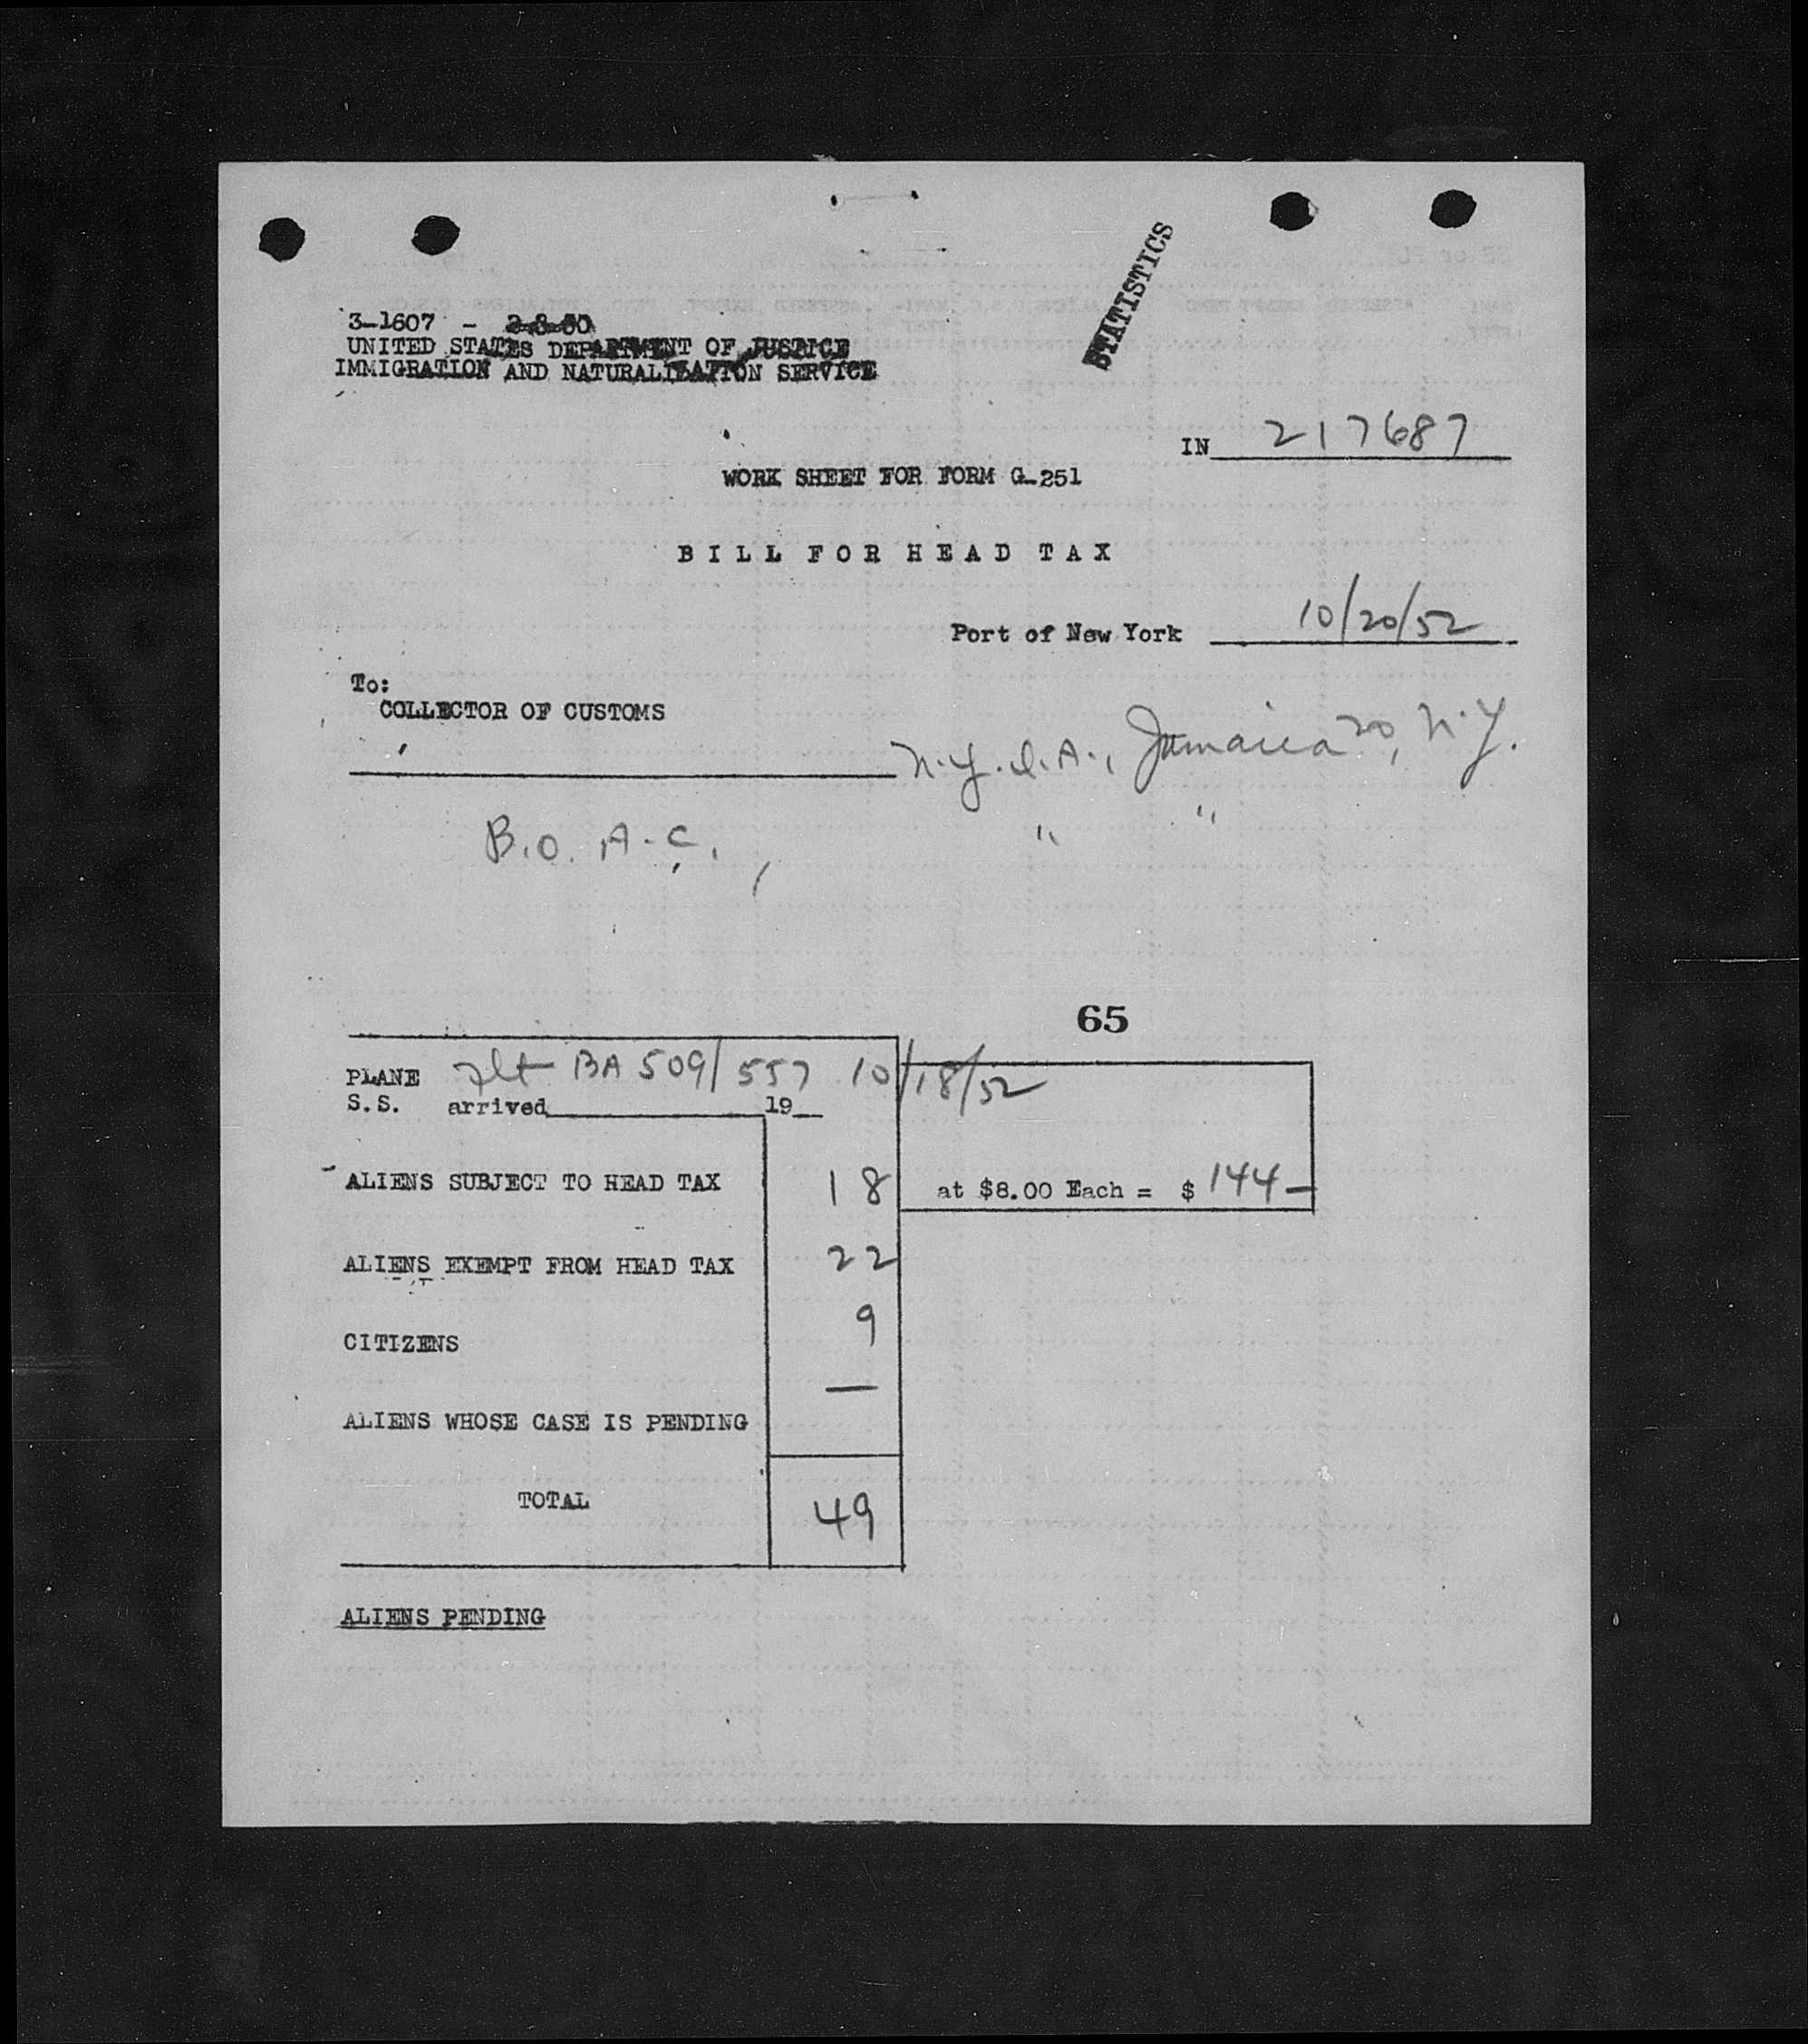 STATISTICS
3-1607 - 2-8-50
UNITED STATES DEPARTMENT OF JUSTICE
IMMIGRATION AND NATURALIZATION SERVICE
IN 217687
WORK SHEET FOR FORM G-251
BILL FOR HEAD TAX
Port of New York 10/20/52
To:
COLLECTOR OF CUSTOMS
N.Y.I.A., Jamaica 20, N.Y.
B.O.A.C., " "
65
PLANE Flt BA 509/557 10/18/52
S.S. arrived 19
ALIENS SUBJECT TO HEAD TAX 18 at $8.00 Each = $ 144—
ALIENS EXEMPT FROM HEAD TAX 22
CITIZENS 9
ALIENS WHOSE CASE IS PENDING —
TOTAL 49
ALIENS PENDING